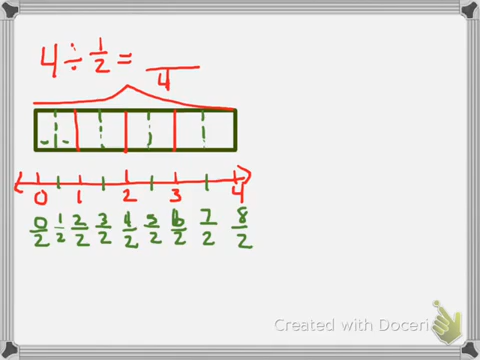 4 ÷ 1/2 = __
4
0 1 2 3 4
0/2 1/2 2/2 3/2 4/2 5/2 6/2 7/2 8/2
Created with Doceri